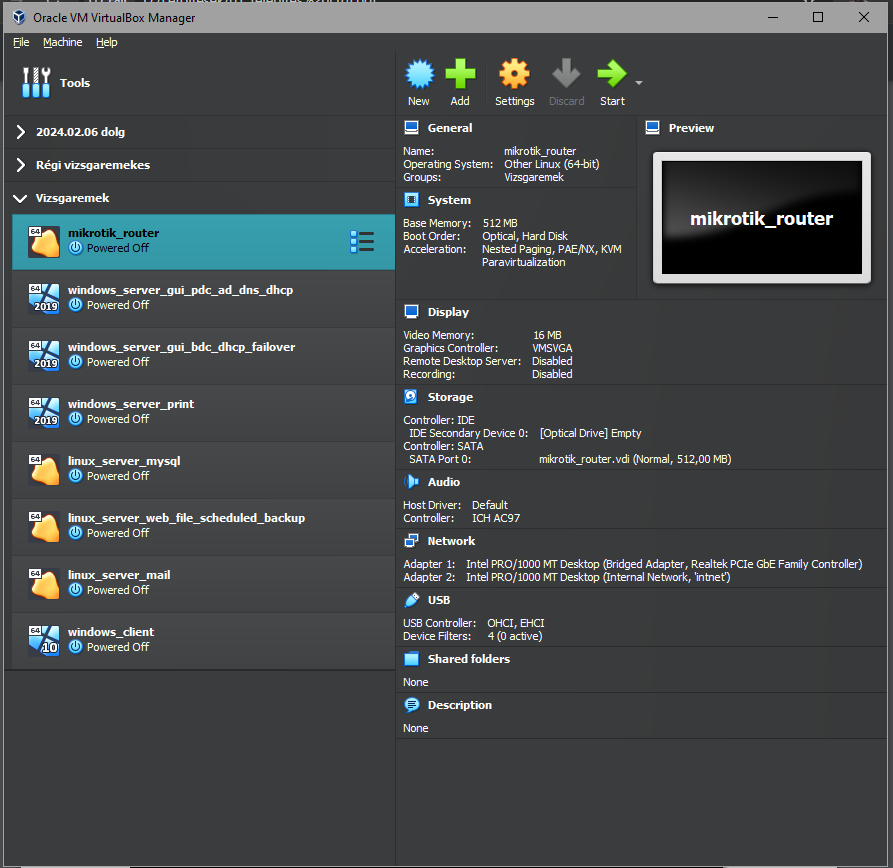 Oracle VM VirtualBox Manager
File Machine Help
Tools
New Add Settings Discard Start
2024.02.06 dolg
Régi vizsgaremekes
Vizsgaremek
64
mikrotik_router
Powered Off
64
2019
windows_server_gui_pdc_ad_dns_dhcp
Powered Off
64
2019
windows_server_gui_bdc_dhcp_failover
Powered Off
64
2019
windows_server_print
Powered Off
64
linux_server_mysql
Powered Off
64
linux_server_web_file_scheduled_backup
Powered Off
64
linux_server_mail
Powered Off
64
10
windows_client
Powered Off
General
Name: mikrotik_router
Operating System: Other Linux (64-bit)
Groups: Vizsgaremek
Preview
mikrotik_router
System
Base Memory: 512 MB
Boot Order: Optical, Hard Disk
Acceleration: Nested Paging, PAE/NX, KVM
Paravirtualization
Display
Video Memory: 16 MB
Graphics Controller: VMSVGA
Remote Desktop Server: Disabled
Recording: Disabled
Storage
Controller: IDE
IDE Secondary Device 0: [Optical Drive] Empty
Controller: SATA
SATA Port 0: mikrotik_router.vdi (Normal, 512,00 MB)
Audio
Host Driver: Default
Controller: ICH AC97
Network
Adapter 1: Intel PRO/1000 MT Desktop (Bridged Adapter, Realtek PCIe GbE Family Controller)
Adapter 2: Intel PRO/1000 MT Desktop (Internal Network, 'intnet')
USB
USB Controller: OHCI, EHCI
Device Filters: 4 (0 active)
Shared folders
None
Description
None